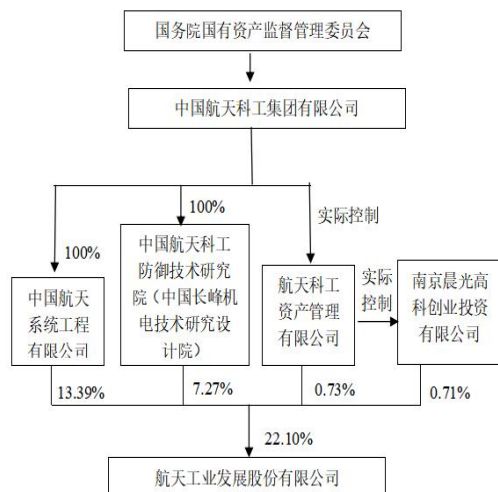 国务院国有资产监督管理委员会
中国航天科工集团有限公司
100%
100%
实际控制
中国航天
系统工程
有限公司
中国航天科工
防御技术研究
院（中国长峰机
电技术研究设
计院）
航天科工
资产管理
有限公司
实际
控制
南京晨光高
科创业投资
有限公司
13.39%
7.27%
0.73%
0.71%
22.10%
航天工业发展股份有限公司